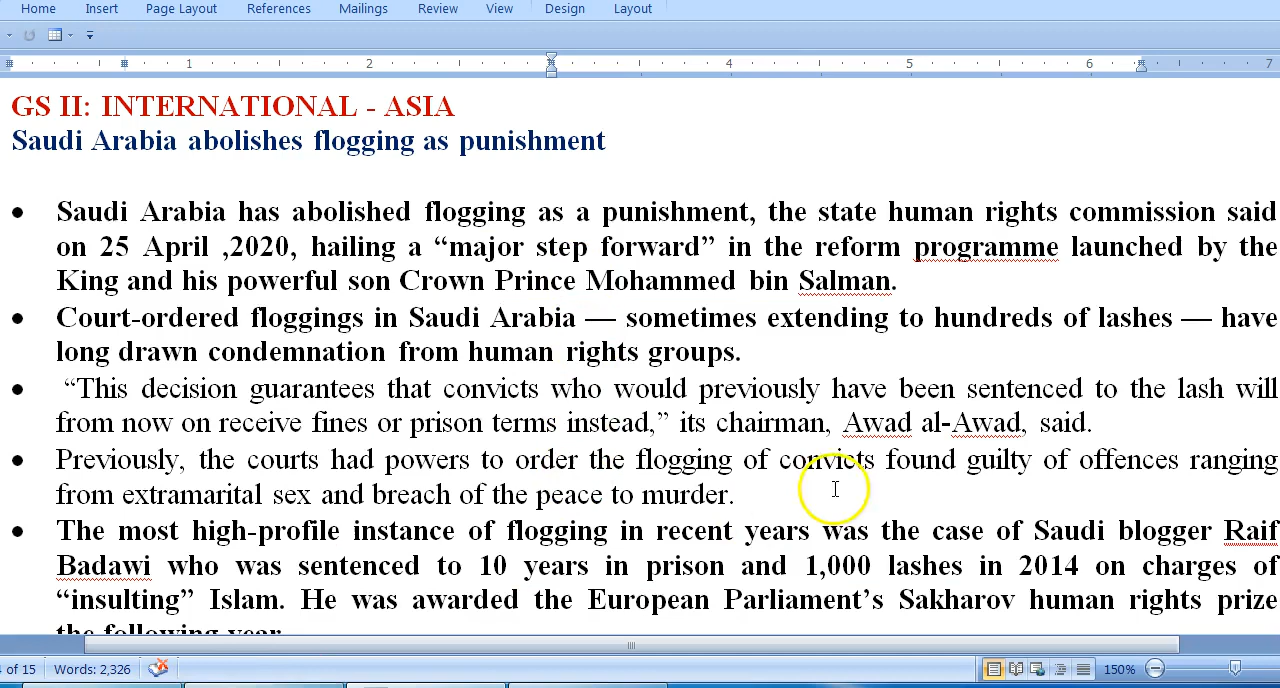 Home Insert Page Layout References Mailings Review View Design Layout
1 2 4 5 6 7
GS II: INTERNATIONAL - ASIA
Saudi Arabia abolishes flogging as punishment
• Saudi Arabia has abolished flogging as a punishment, the state human rights commission said
on 25 April ,2020, hailing a “major step forward” in the reform programme launched by the
King and his powerful son Crown Prince Mohammed bin Salman.
• Court-ordered floggings in Saudi Arabia — sometimes extending to hundreds of lashes — have
long drawn condemnation from human rights groups.
• “This decision guarantees that convicts who would previously have been sentenced to the lash will
from now on receive fines or prison terms instead,” its chairman, Awad al-Awad, said.
• Previously, the courts had powers to order the flogging of convicts found guilty of offences ranging
from extramarital sex and breach of the peace to murder.
• The most high-profile instance of flogging in recent years was the case of Saudi blogger Raif
Badawi who was sentenced to 10 years in prison and 1,000 lashes in 2014 on charges of
“insulting” Islam. He was awarded the European Parliament’s Sakharov human rights prize
the following year.
of 15 Words: 2,326 150%